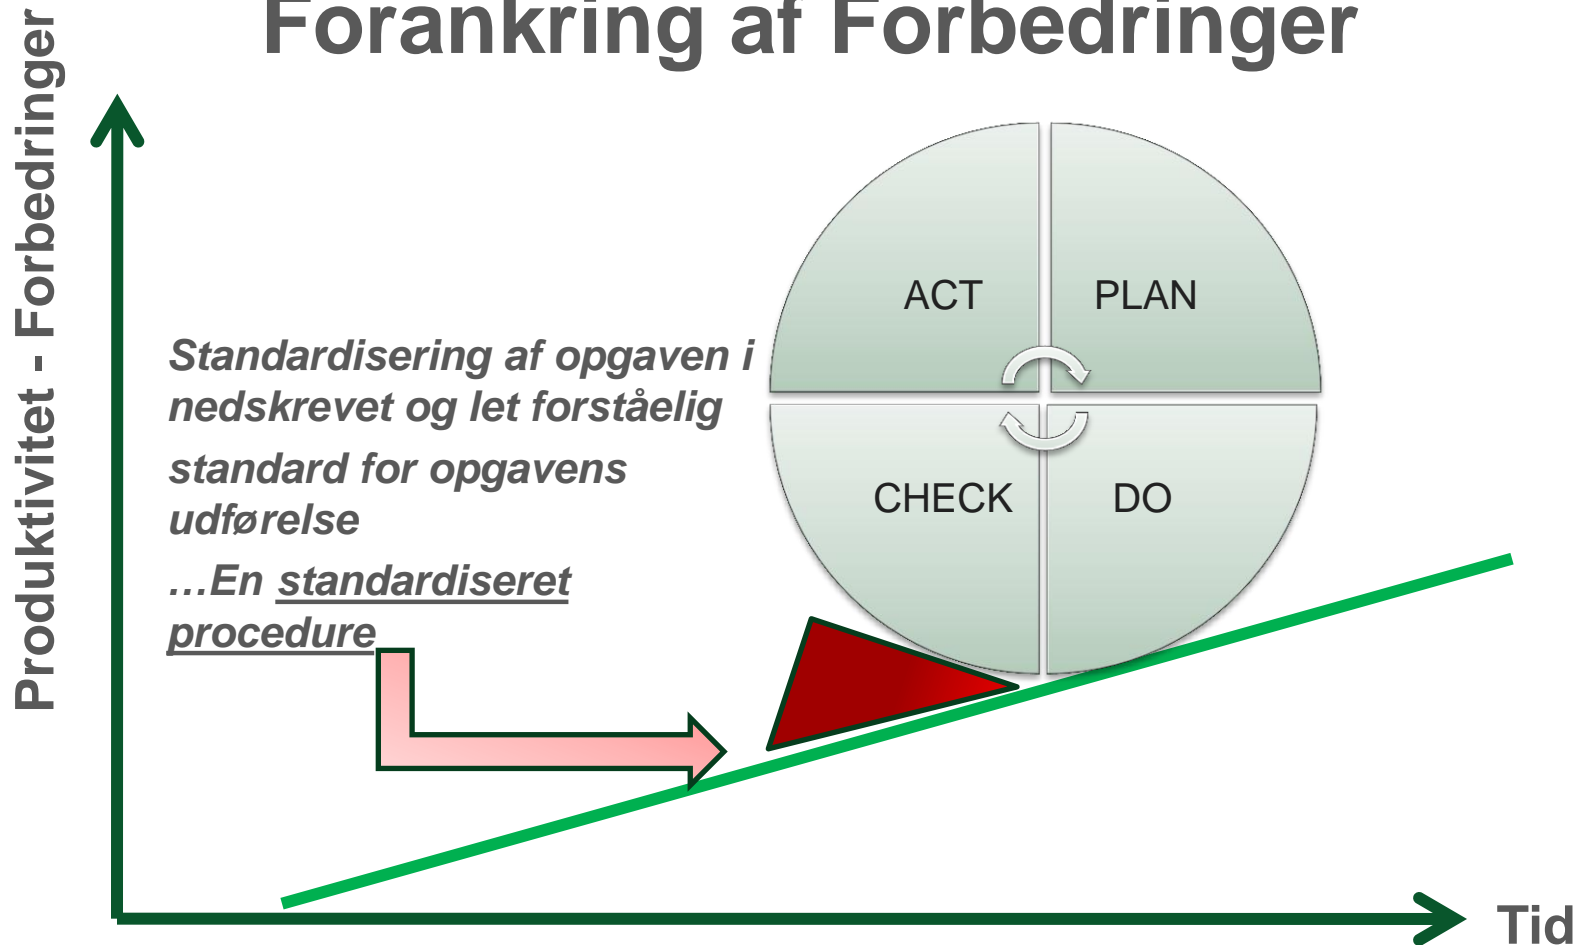 Forankring af Forbedringer
Produktivitet - Forbedringer
ACT
PLAN
Standardisering af opgaven i
nedskrevet og let forståelig
standard for opgavens
udførelse
…En standardiseret
procedure
CHECK
DO
Tid